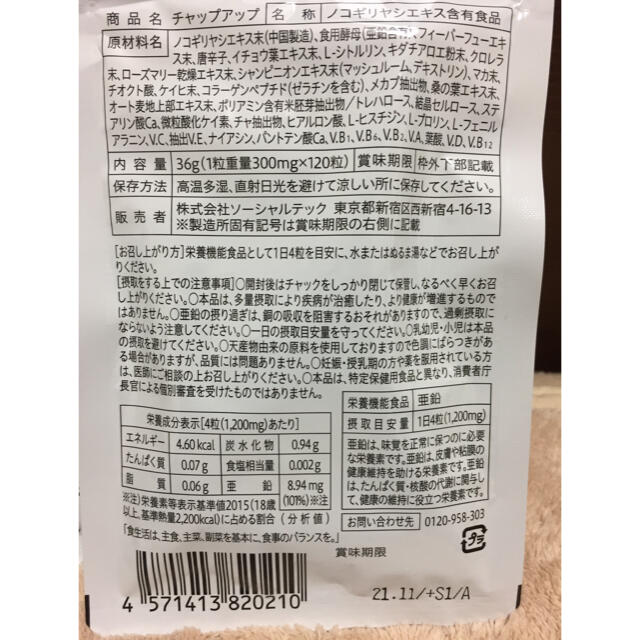 商品名 チャップアップ 名称 ノコギリヤシエキス含有食品
原材料名 ノコギリヤシエキス末(中国製造)、食用酵母(亜鉛含有)、フィーバーフューエキス
末、唐辛子、イチョウ葉エキス末、L-シトルリン、キダチアロエ粉末、クロレラ
末、ローズマリー乾燥エキス末、シャンピニオンエキス末(マッシュルーム、デキストリン)、マカ末、
チオクト酸、ケイヒ末、コラーゲンペプチド(ゼラチンを含む)、メカブ抽出物、桑の葉エキス末、
オート麦地上部エキス末、ポリアミン含有米胚芽抽出物/トレハロース、結晶セルロース、ステ
アリン酸Ca、微粒酸化ケイ素、チャ抽出物、ヒアルロン酸、L-ヒスチジン、L-プロリン、L-フェニル
アラニン、V.C、抽出V.E、ナイアシン、パントテン酸Ca、V.B1、V.B6、V.B2、V.A、葉酸、V.D、V.B12
内容量 36g(1粒重量300mg×120粒) 賞味期限 枠外下部記載
保存方法 高温多湿、直射日光を避けて涼しい所に保存してください。
販売者 株式会社ソーシャルテック 東京都新宿区西新宿4-16-13
※製造所固有記号は賞味期限の右側に記載
[お召し上がり方]栄養機能食品として1日4粒を目安に、水またはぬるま湯などでお召し上が
りください。
[摂取をする上での注意事項]○開封後はチャックをしっかり閉じて保管し、なるべく早くお召
し上がりください。○本品は、多量摂取により疾病が治癒したり、より健康が増進するもので
はありません。○亜鉛の摂り過ぎは、銅の吸収を阻害するおそれがありますので、過剰摂取に
ならないよう注意してください。○一日の摂取目安量を守ってください。○乳幼児・小児は本品
の摂取を避けてください。○天産物由来の原料を使用しておりますので色調にばらつきがあ
る場合がありますが、品質には問題ありません。○妊娠・授乳期の方や薬を服用されている方
は、医師にご相談の上お召し上がりください。○本品は、特定保健用食品と異なり、消費者庁
長官による個別審査を受けたものではありません。
栄養成分表示[4粒(1,200mg)あたり]
エネルギー 4.60kcal 炭水化物 0.94g
たんぱく質 0.07g 食塩相当量 0.002g
脂質 0.06g 亜鉛 8.94mg
(101%)※注
※注)栄養素等表示基準値2015(18歳
以上、基準熱量2,200kcal)に占める割合 (分析値)
「食生活は、主食、主菜、副菜を基本に、食事のバランスを。」
栄養機能食品 亜鉛
摂取目安量 1日4粒(1,200mg)
亜鉛は、味覚を正常に保つのに必要
な栄養素です。亜鉛は、皮膚や粘膜の
健康維持を助ける栄養素です。亜鉛
は、たんぱく質・核酸の代謝に関与し
て、健康の維持に役立つ栄養素です。
お問い合わせ先 0120-958-303
賞味期限
プラ
4 571413 820210
21.11/+S1/A